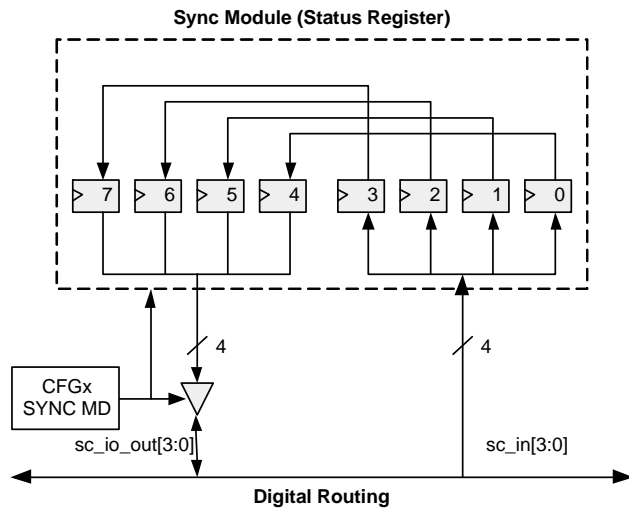 Sync Module (Status Register)
7 6 5 4 3 2 1 0
4 4
CFGx
SYNC MD
sc_io_out[3:0] sc_in[3:0]
Digital Routing